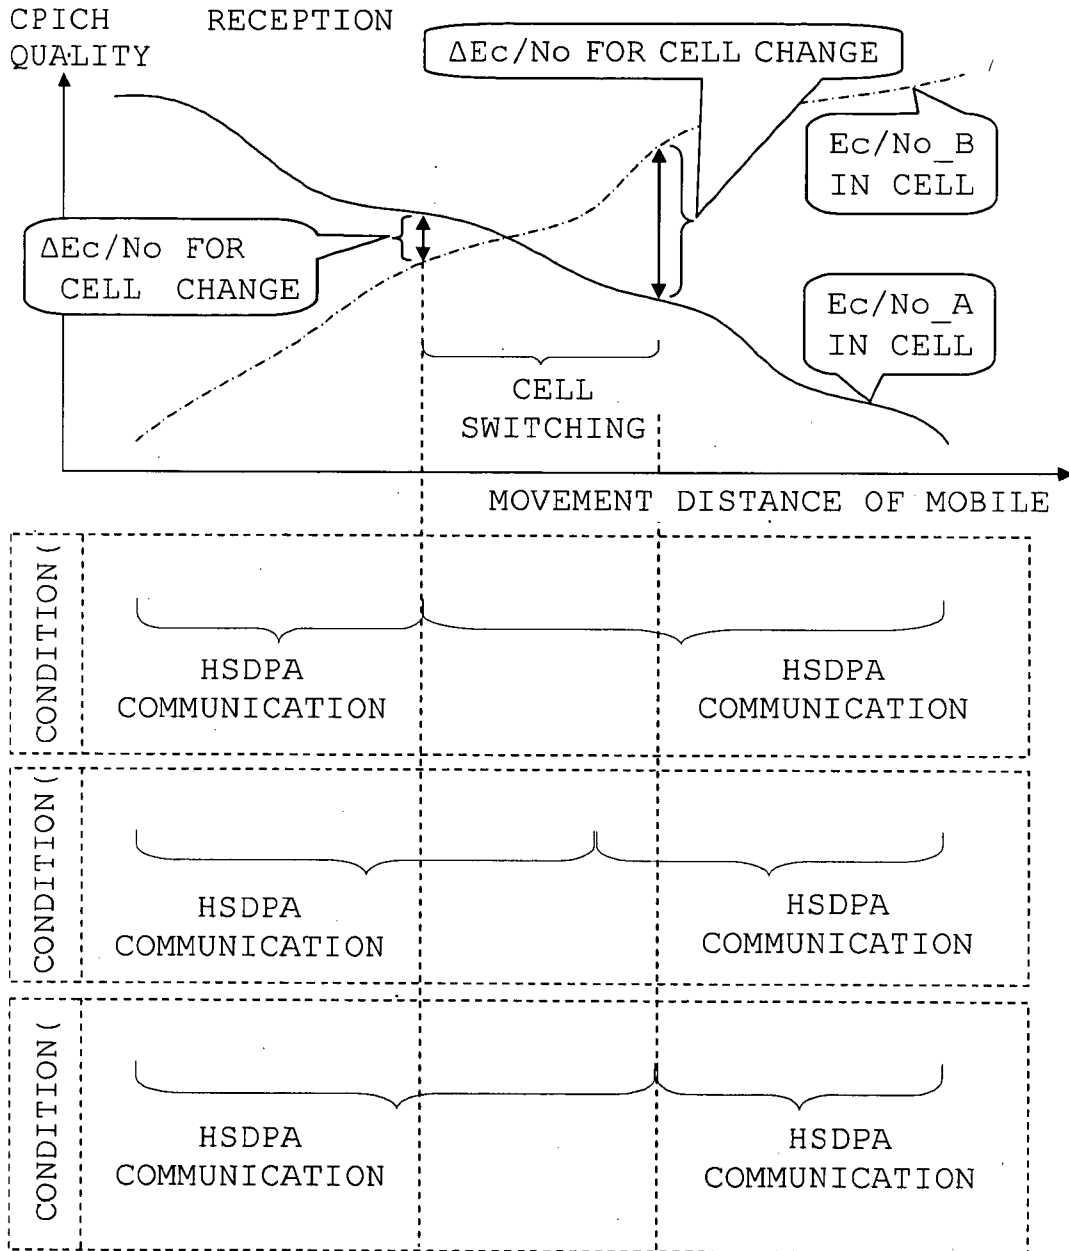 CPICH RECEPTION
QUALITY
ΔEc/No FOR CELL CHANGE
Ec/No_B
IN CELL
ΔEc/No FOR
CELL CHANGE
Ec/No_A
IN CELL
CELL
SWITCHING
MOVEMENT DISTANCE OF MOBILE
CONDITION(
HSDPA
COMMUNICATION
HSDPA
COMMUNICATION
CONDITION(
HSDPA
COMMUNICATION
HSDPA
COMMUNICATION
CONDITION(
HSDPA
COMMUNICATION
HSDPA
COMMUNICATION